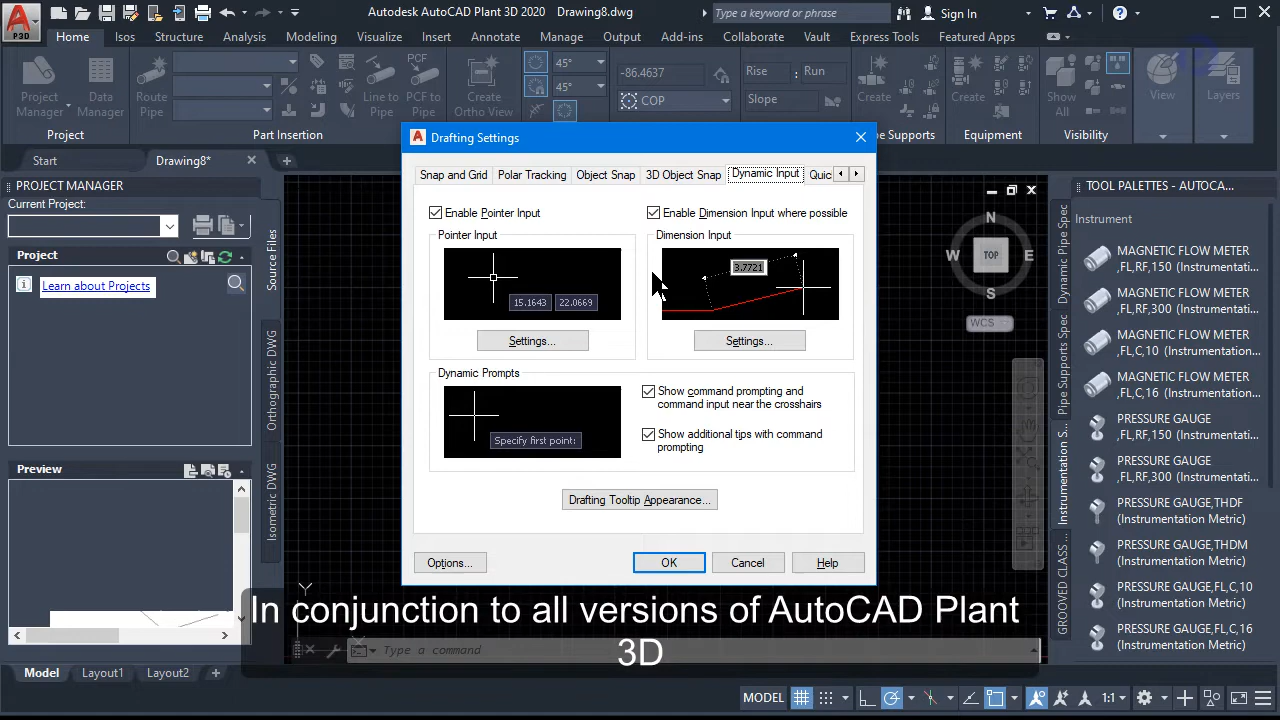 Autodesk AutoCAD Plant 3D 2020 Drawing8.dwg
Type a keyword or phrase
Sign In
P3D
Home
Isos
Structure
Analysis
Modeling
Visualize
Insert
Annotate
Manage
Output
Add-ins
Collaborate
Vault
Express Tools
Featured Apps
Project
Manager
Data
Manager
Route
Pipe
Line to
Pipe
PCF
PCF to
Pipe
45°
45°
Create
Ortho View
-86.4637
COP
Rise : Run
Slope
Create
Create
Show
All
View
Layers
Project
Part Insertion
pe Supports
Equipment
Visibility
Start
Drawing8*
PROJECT MANAGER
Current Project:
Project
Learn about Projects
Preview
Source Files
Orthographic DWG
Isometric DWG
Drafting Settings
Snap and Grid
Polar Tracking
Object Snap
3D Object Snap
Dynamic Input
Quic
Enable Pointer Input
Enable Dimension Input where possible
Pointer Input
Dimension Input
15.1643 22.0669
3.7721
Settings...
Settings...
Dynamic Prompts
Specify first point:
Show command prompting and
command input near the crosshairs
Show additional tips with command
prompting
Drafting Tooltip Appearance...
Options...
OK
Cancel
Help
N
W
TOP
E
S
WCS
TOOL PALETTES - AUTOCA...
Dynamic Pipe Spec
Pipe Supports Spec
Instrumentation S...
GROOVED CLASS...
Instrument
MAGNETIC FLOW METER
,FL,RF,150 (Instrumentation...
MAGNETIC FLOW METER
,FL,RF,300 (Instrumentation...
MAGNETIC FLOW METER
,FL,C,10 (Instrumentation...
MAGNETIC FLOW METER
,FL,C,16 (Instrumentation...
PRESSURE GAUGE
,FL,RF,150 (Instrumentation...
PRESSURE GAUGE
,FL,RF,300 (Instrumentation...
PRESSURE GAUGE,THDF
(Instrumentation Metric)
PRESSURE GAUGE,THDM
(Instrumentation Metric)
PRESSURE GAUGE,FL,C,10
(Instrumentation Metric)
PRESSURE GAUGE,FL,C,16
(Instrumentation Metric)
Y
X
In conjunction to all versions of AutoCAD Plant
3D
Type a command
Model
Layout1
Layout2
MODEL
1:1